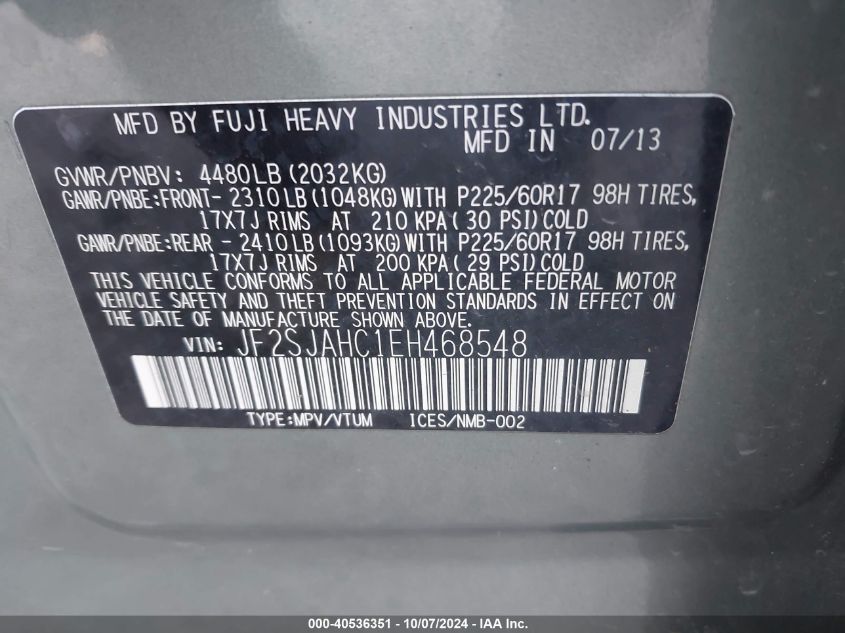 MFD BY FUJI HEAVY INDUSTRIES LTD.
MFD IN 07/13
GVWR/PNBV: 4480LB (2032KG)
GAWR/PNBE:FRONT- 2310LB (1048KG) WITH P225/60R17 98H TIRES,
17X7J RIMS AT 210 KPA( 30 PSI) COLD
GAWR/PNBE:REAR - 2410LB (1093KG) WITH P225/60R17 98H TIRES,
17X7J RIMS AT 200 KPA( 29 PSI) COLD
THIS VEHICLE CONFORMS TO ALL APPLICABLE FEDERAL MOTOR
VEHICLE SAFETY AND THEFT PREVENTION STANDARDS IN EFFECT ON
THE DATE OF MANUFACTURE SHOWN ABOVE.
VIN: JF2SJAHC1EH468548
TYPE:MPV/VTUM ICES/NMB-002
000-40536351 - 10/07/2024 - IAA Inc.